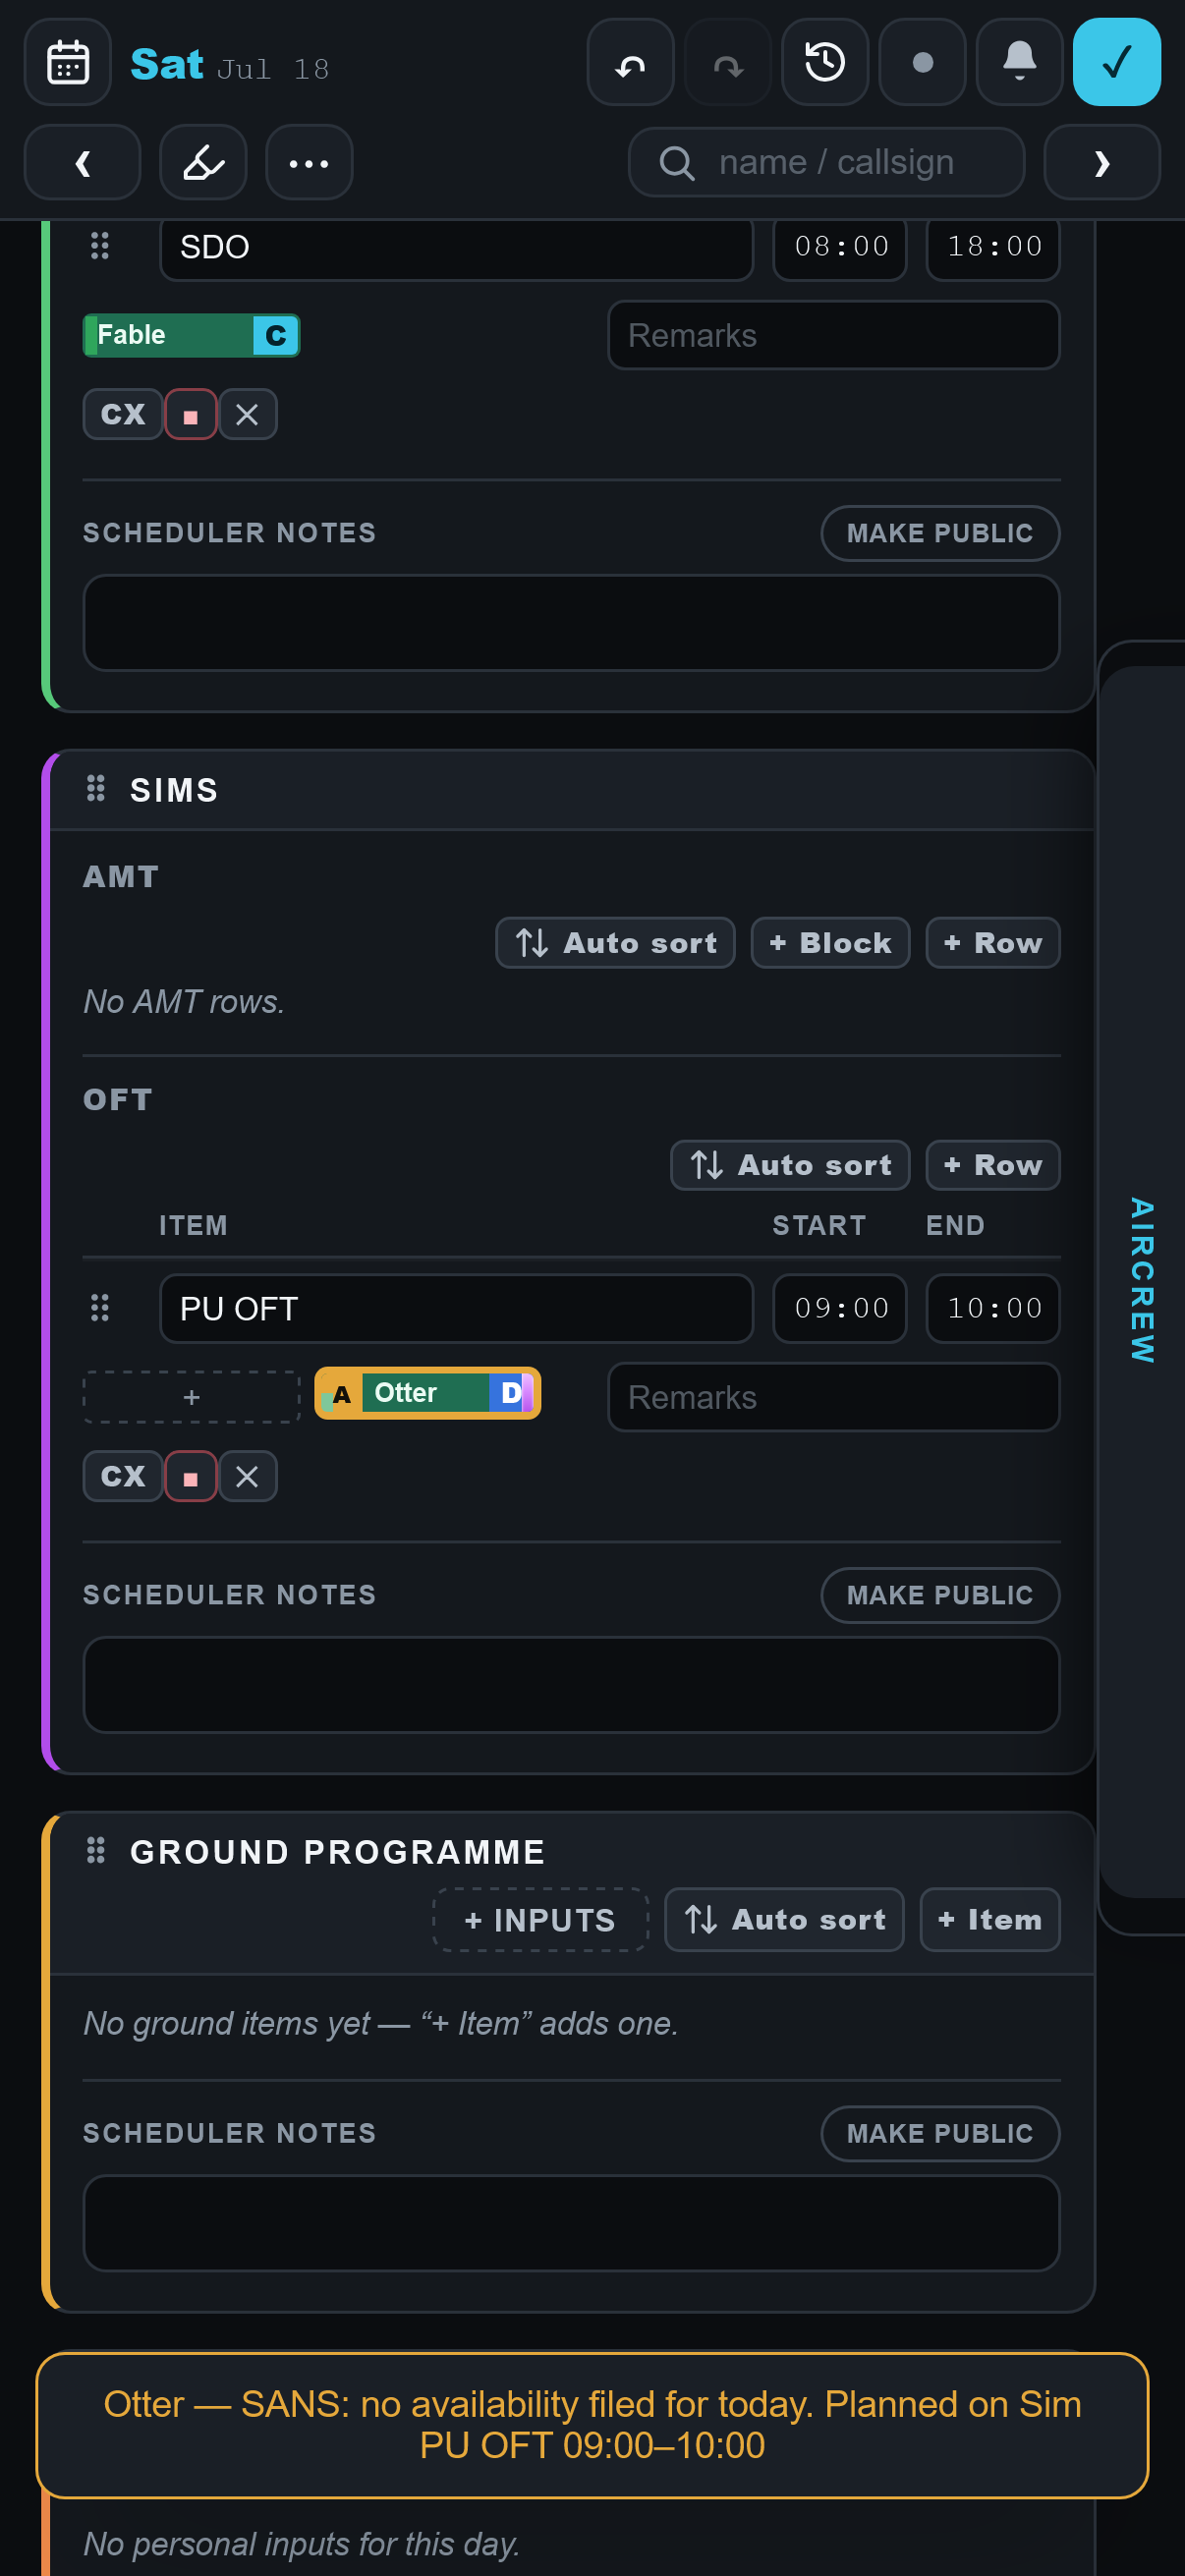 Sat Jul 18
name / callsign
SDO 08:00 18:00
Fable C Remarks
CX
SCHEDULER NOTES MAKE PUBLIC
SIMS
AMT
Auto sort + Block + Row
No AMT rows.
OFT
Auto sort + Row
ITEM START END
PU OFT 09:00 10:00
+ A Otter D Remarks
CX
SCHEDULER NOTES MAKE PUBLIC
AIRCREW
GROUND PROGRAMME
+ INPUTS Auto sort + Item
No ground items yet — “+ Item” adds one.
SCHEDULER NOTES MAKE PUBLIC
Otter — SANS: no availability filed for today. Planned on Sim
PU OFT 09:00–10:00
No personal inputs for this day.